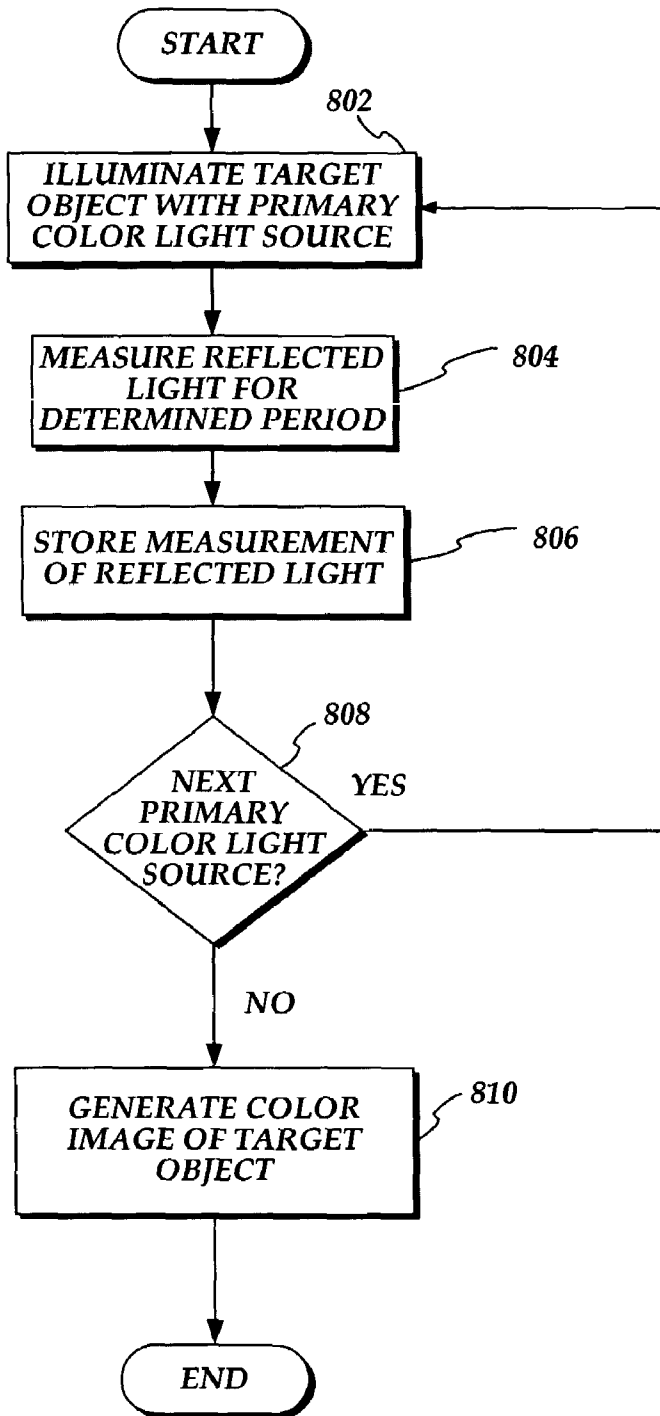 START
802
ILLUMINATE TARGET
OBJECT WITH PRIMARY
COLOR LIGHT SOURCE
MEASURE REFLECTED
LIGHT FOR
DETERMINED PERIOD
804
STORE MEASUREMENT
OF REFLECTED LIGHT
806
808
NEXT
PRIMARY
COLOR LIGHT
SOURCE?
YES
NO
GENERATE COLOR
IMAGE OF TARGET
OBJECT
810
END